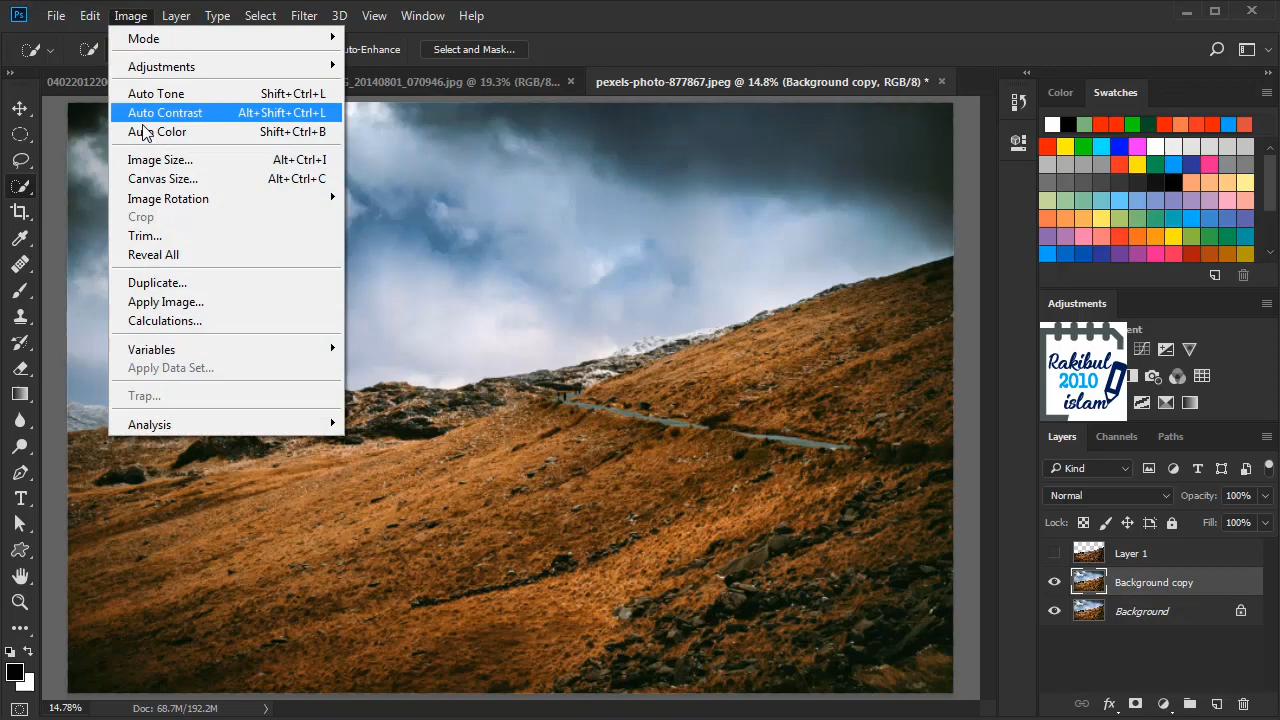 Ps File Edit Image Layer Type Select Filter 3D View Window Help
uto-Enhance Select and Mask...
0402201220 G_20140801_070946.jpg @ 19.3% (RGB/8... × pexels-photo-877867.jpeg @ 14.8% (Background copy, RGB/8) * ×
Mode
Adjustments
Auto Tone Shift+Ctrl+L
Auto Contrast Alt+Shift+Ctrl+L
Auto Color Shift+Ctrl+B
Image Size... Alt+Ctrl+I
Canvas Size... Alt+Ctrl+C
Image Rotation
Crop
Trim...
Reveal All
Duplicate...
Apply Image...
Calculations...
Variables
Apply Data Set...
Trap...
Analysis
Color Swatches
Adjustments
ent
Rakibul
2010
islam
Layers Channels Paths
Kind
Normal Opacity: 100%
Lock: Fill: 100%
Layer 1
Background copy
Background
fx
14.78% Doc: 68.7M/192.2M